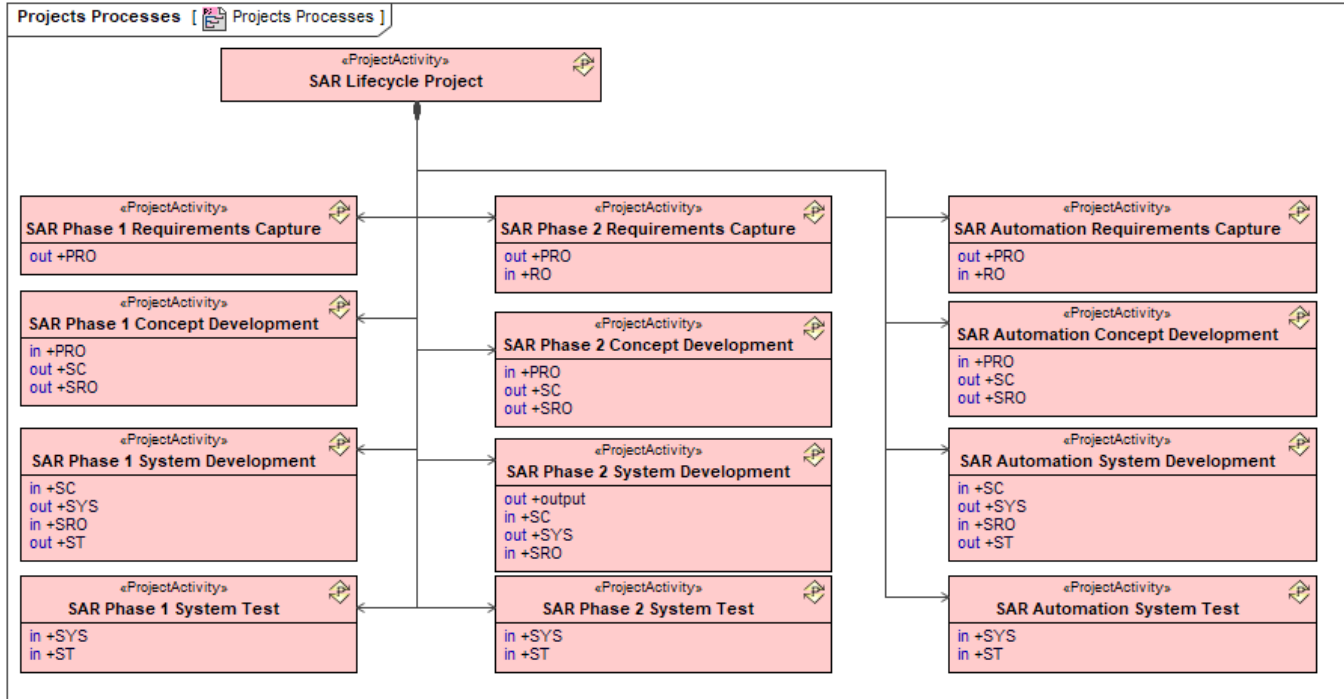 Projects Processes [ Projects Processes ]
«ProjectActivity»
SAR Lifecycle Project
«ProjectActivity»
SAR Phase 1 Requirements Capture
out +PRO
«ProjectActivity»
SAR Phase 2 Requirements Capture
out +PRO
in +RO
«ProjectActivity»
SAR Automation Requirements Capture
out +PRO
in +RO
«ProjectActivity»
SAR Phase 1 Concept Development
in +PRO
out +SC
out +SRO
«ProjectActivity»
SAR Phase 2 Concept Development
in +PRO
out +SC
out +SRO
«ProjectActivity»
SAR Automation Concept Development
in +PRO
out +SC
out +SRO
«ProjectActivity»
SAR Phase 1 System Development
in +SC
out +SYS
in +SRO
out +ST
«ProjectActivity»
SAR Phase 2 System Development
out +output
in +SC
out +SYS
in +SRO
«ProjectActivity»
SAR Automation System Development
in +SC
out +SYS
in +SRO
out +ST
«ProjectActivity»
SAR Phase 1 System Test
in +SYS
in +ST
«ProjectActivity»
SAR Phase 2 System Test
in +SYS
in +ST
«ProjectActivity»
SAR Automation System Test
in +SYS
in +ST